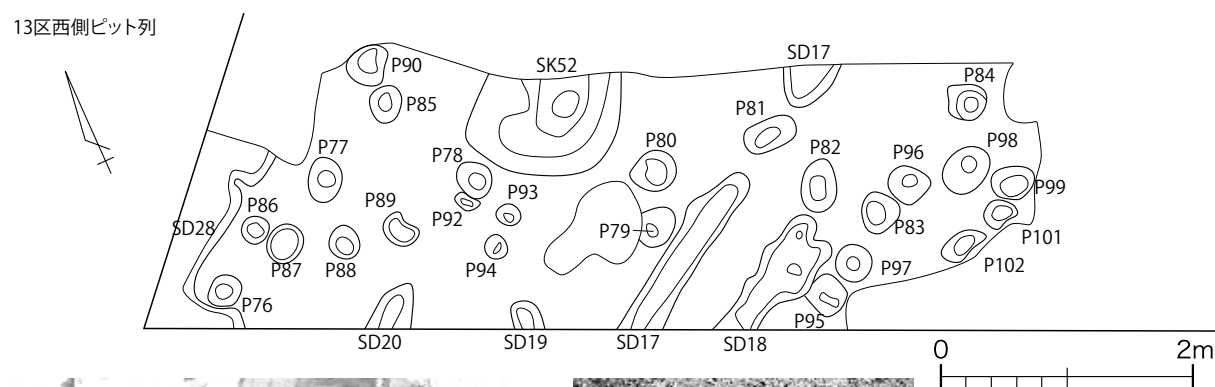 13区西側ピット列
P90
SK52
SD17
P84
P85
P81
P77
P78
P80
P82
P96
P98
P99
P86
P89
P92
P93
SD28
P79
P83
P101
P87
P88
P94
P97
P102
P76
P95
SD20
SD19
SD17
SD18
0
2m